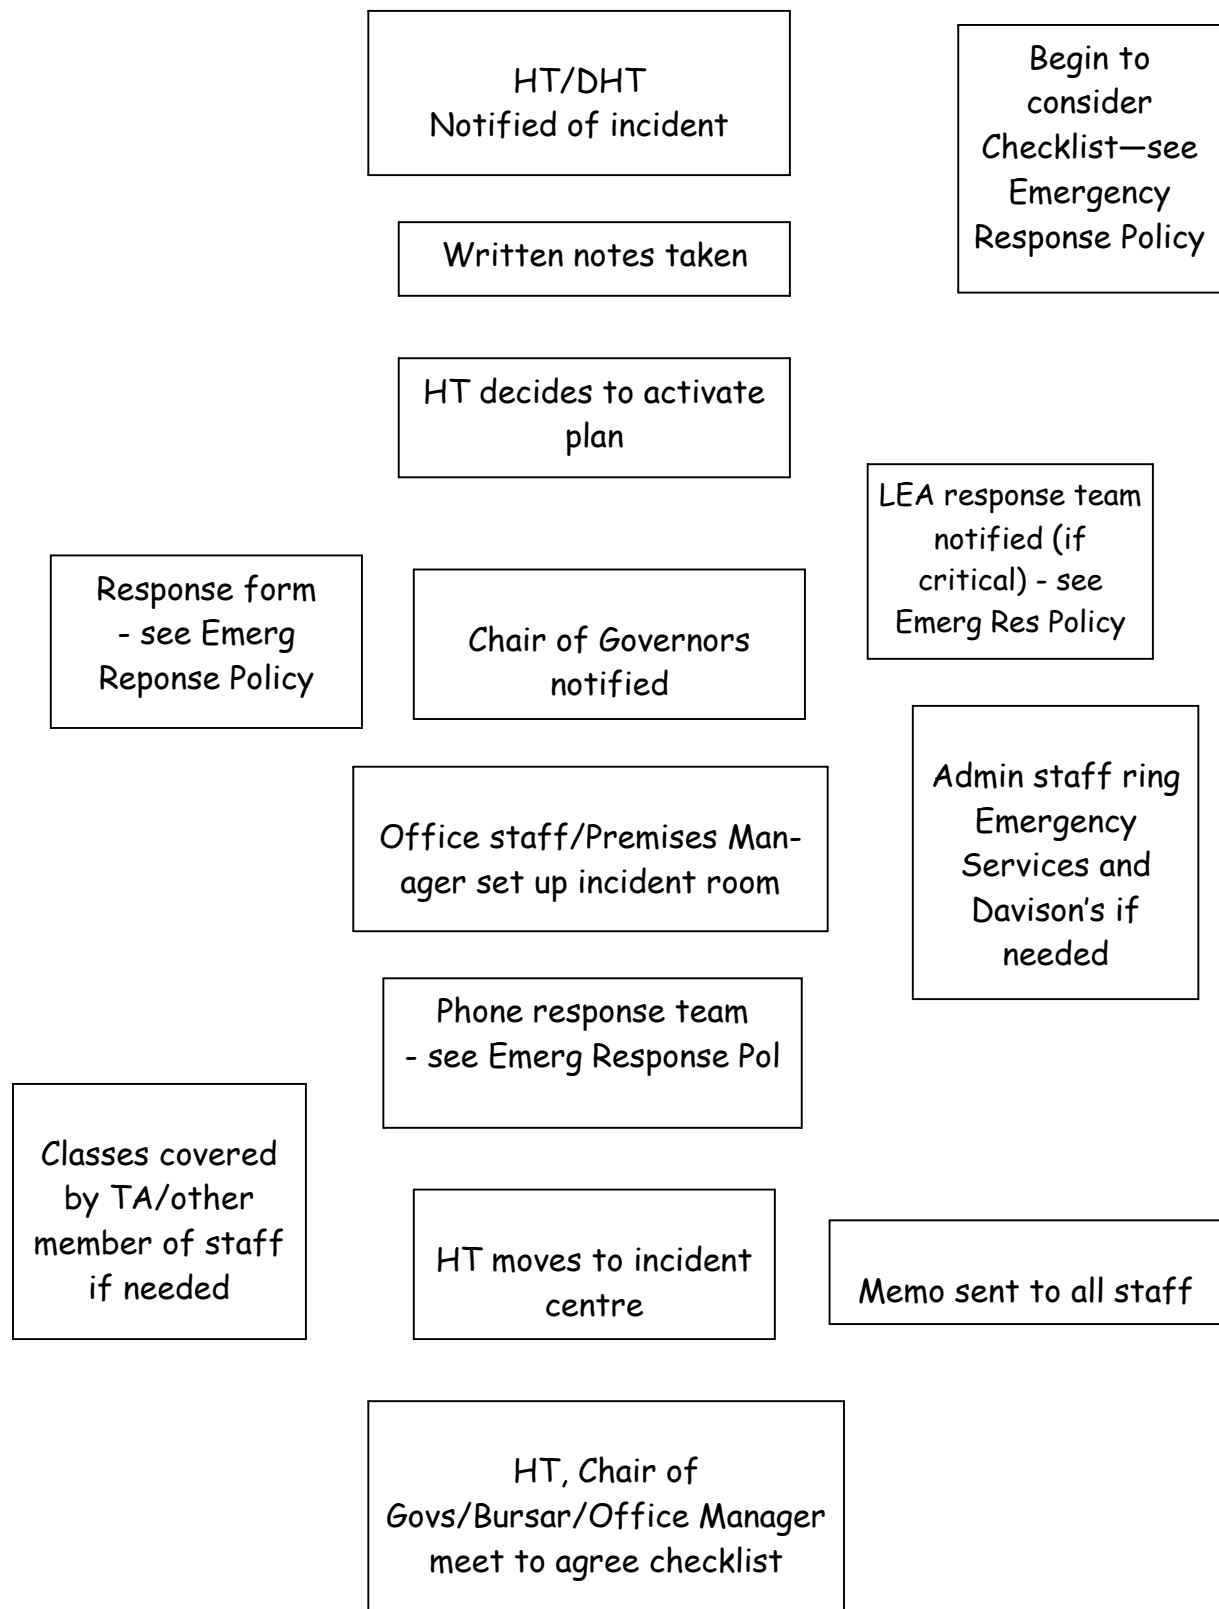 HT/DHT
Notified of incident
Begin to
consider
Checklist—see
Emergency
Response Policy
Written notes taken
HT decides to activate
plan
LEA response team
notified (if
critical) - see
Emerg Res Policy
Response form
- see Emerg
Reponse Policy
Chair of Governors
notified
Admin staff ring
Emergency
Services and
Davison's if
needed
Office staff/Premises Man-
ager set up incident room
Phone response team
- see Emerg Response Pol
Classes covered
by TA/other
member of staff
if needed
HT moves to incident
centre
Memo sent to all staff
HT, Chair of
Govs/Bursar/Office Manager
meet to agree checklist